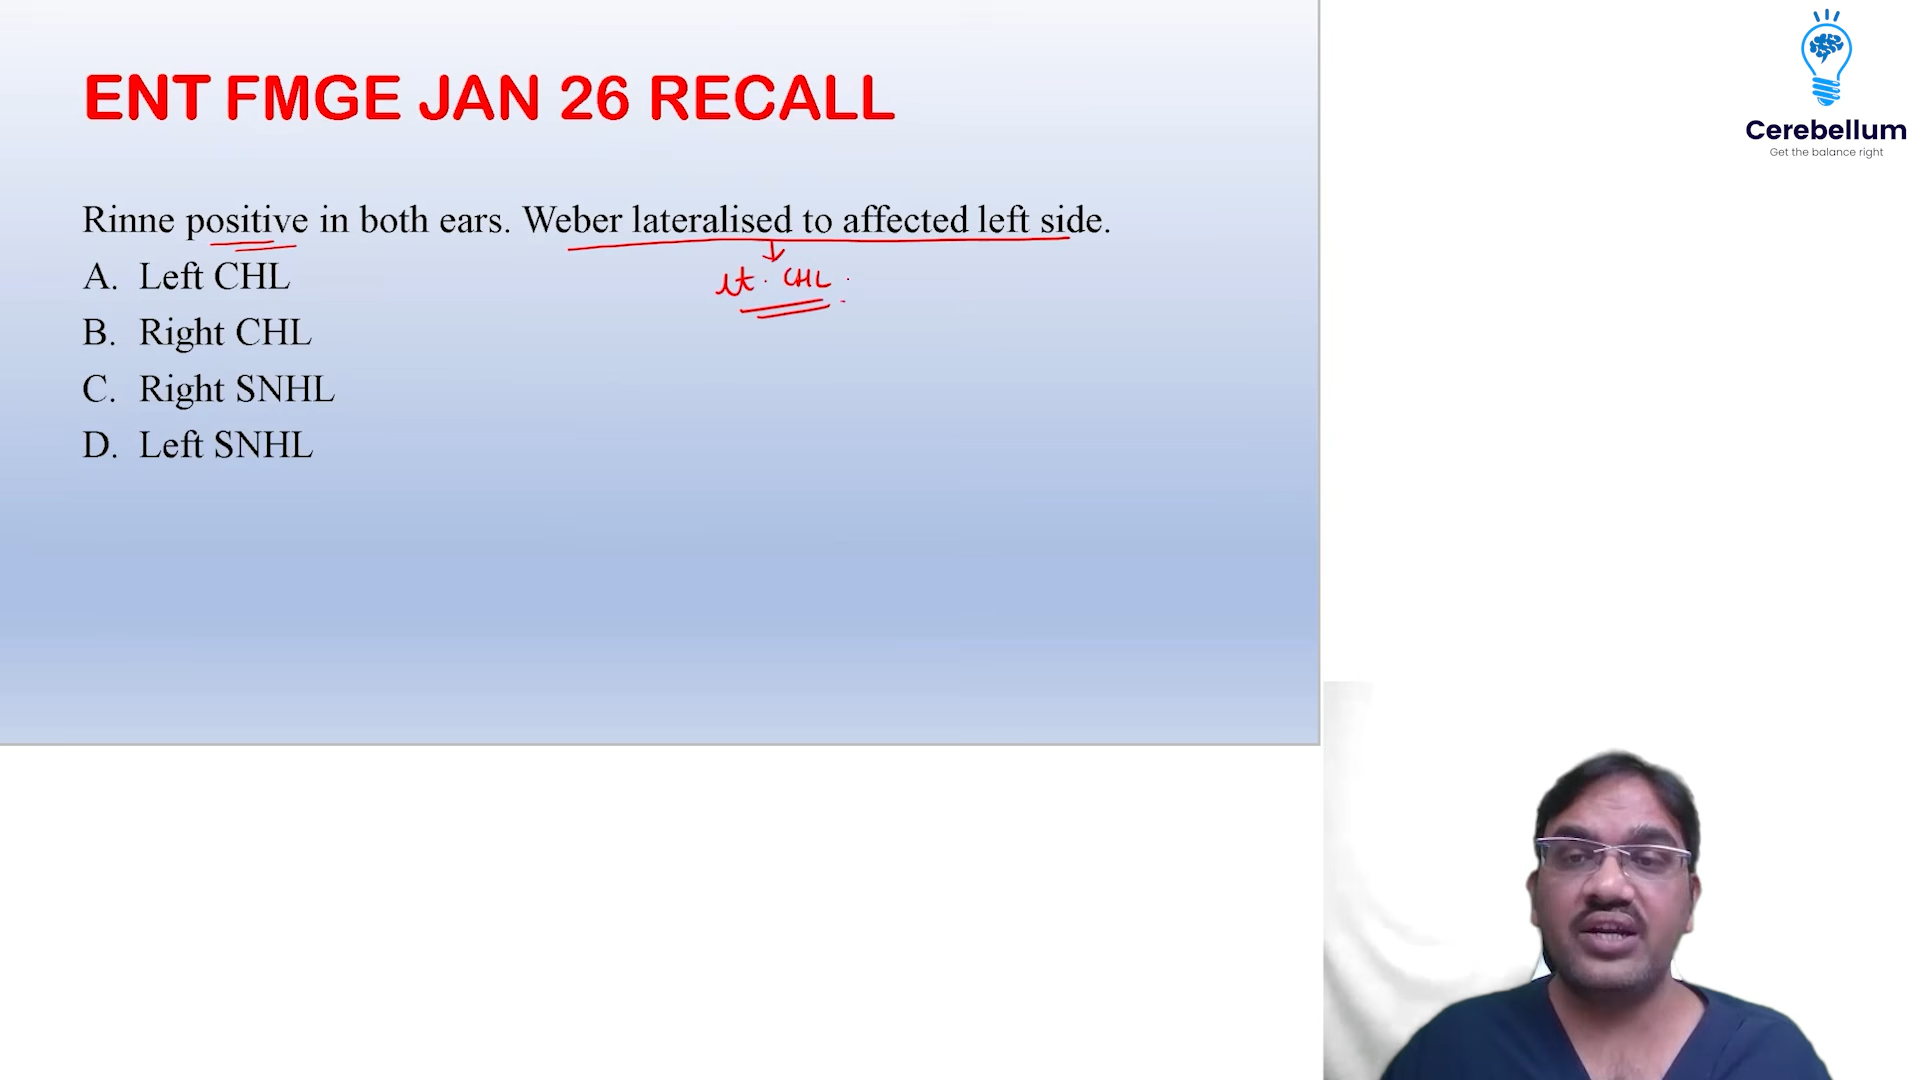 ENT FMGE JAN 26 RECALL
Cerebellum
Get the balance right
Rinne positive in both ears. Weber lateralised to affected left side.
lt. CHL.
A. Left CHL
B. Right CHL
C. Right SNHL
D. Left SNHL